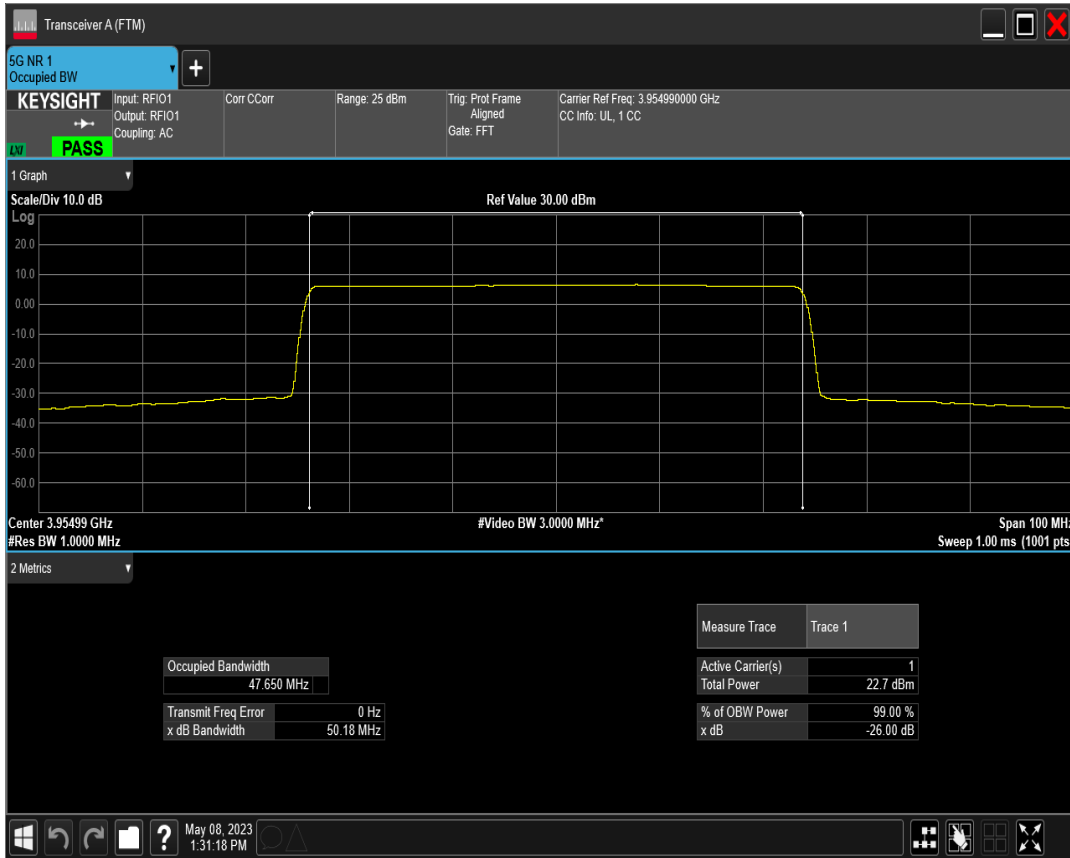 Transceiver A (FTM)
5G NR 1
Occupied BW
+
KEYSIGHT
LXI
PASS
Input: RFIO1
Output: RFIO1
Coupling: AC
Corr CCorr
Range: 25 dBm
Trig: Prot Frame
Aligned
Gate: FFT
Carrier Ref Freq: 3.954990000 GHz
CC Info: UL, 1 CC
1 Graph
Scale/Div 10.0 dB
Ref Value 30.00 dBm
Log
20.0
10.0
0.00
-10.0
-20.0
-30.0
-40.0
-50.0
-60.0
Center 3.95499 GHz
#Video BW 3.0000 MHz*
Span 100 MHz
#Res BW 1.0000 MHz
Sweep 1.00 ms (1001 pts
2 Metrics
Measure Trace Trace 1
Occupied Bandwidth
47.650 MHz
Active Carrier(s) 1
Total Power 22.7 dBm
Transmit Freq Error 0 Hz
x dB Bandwidth 50.18 MHz
% of OBW Power 99.00 %
x dB -26.00 dB
?
May 08, 2023
1:31:18 PM